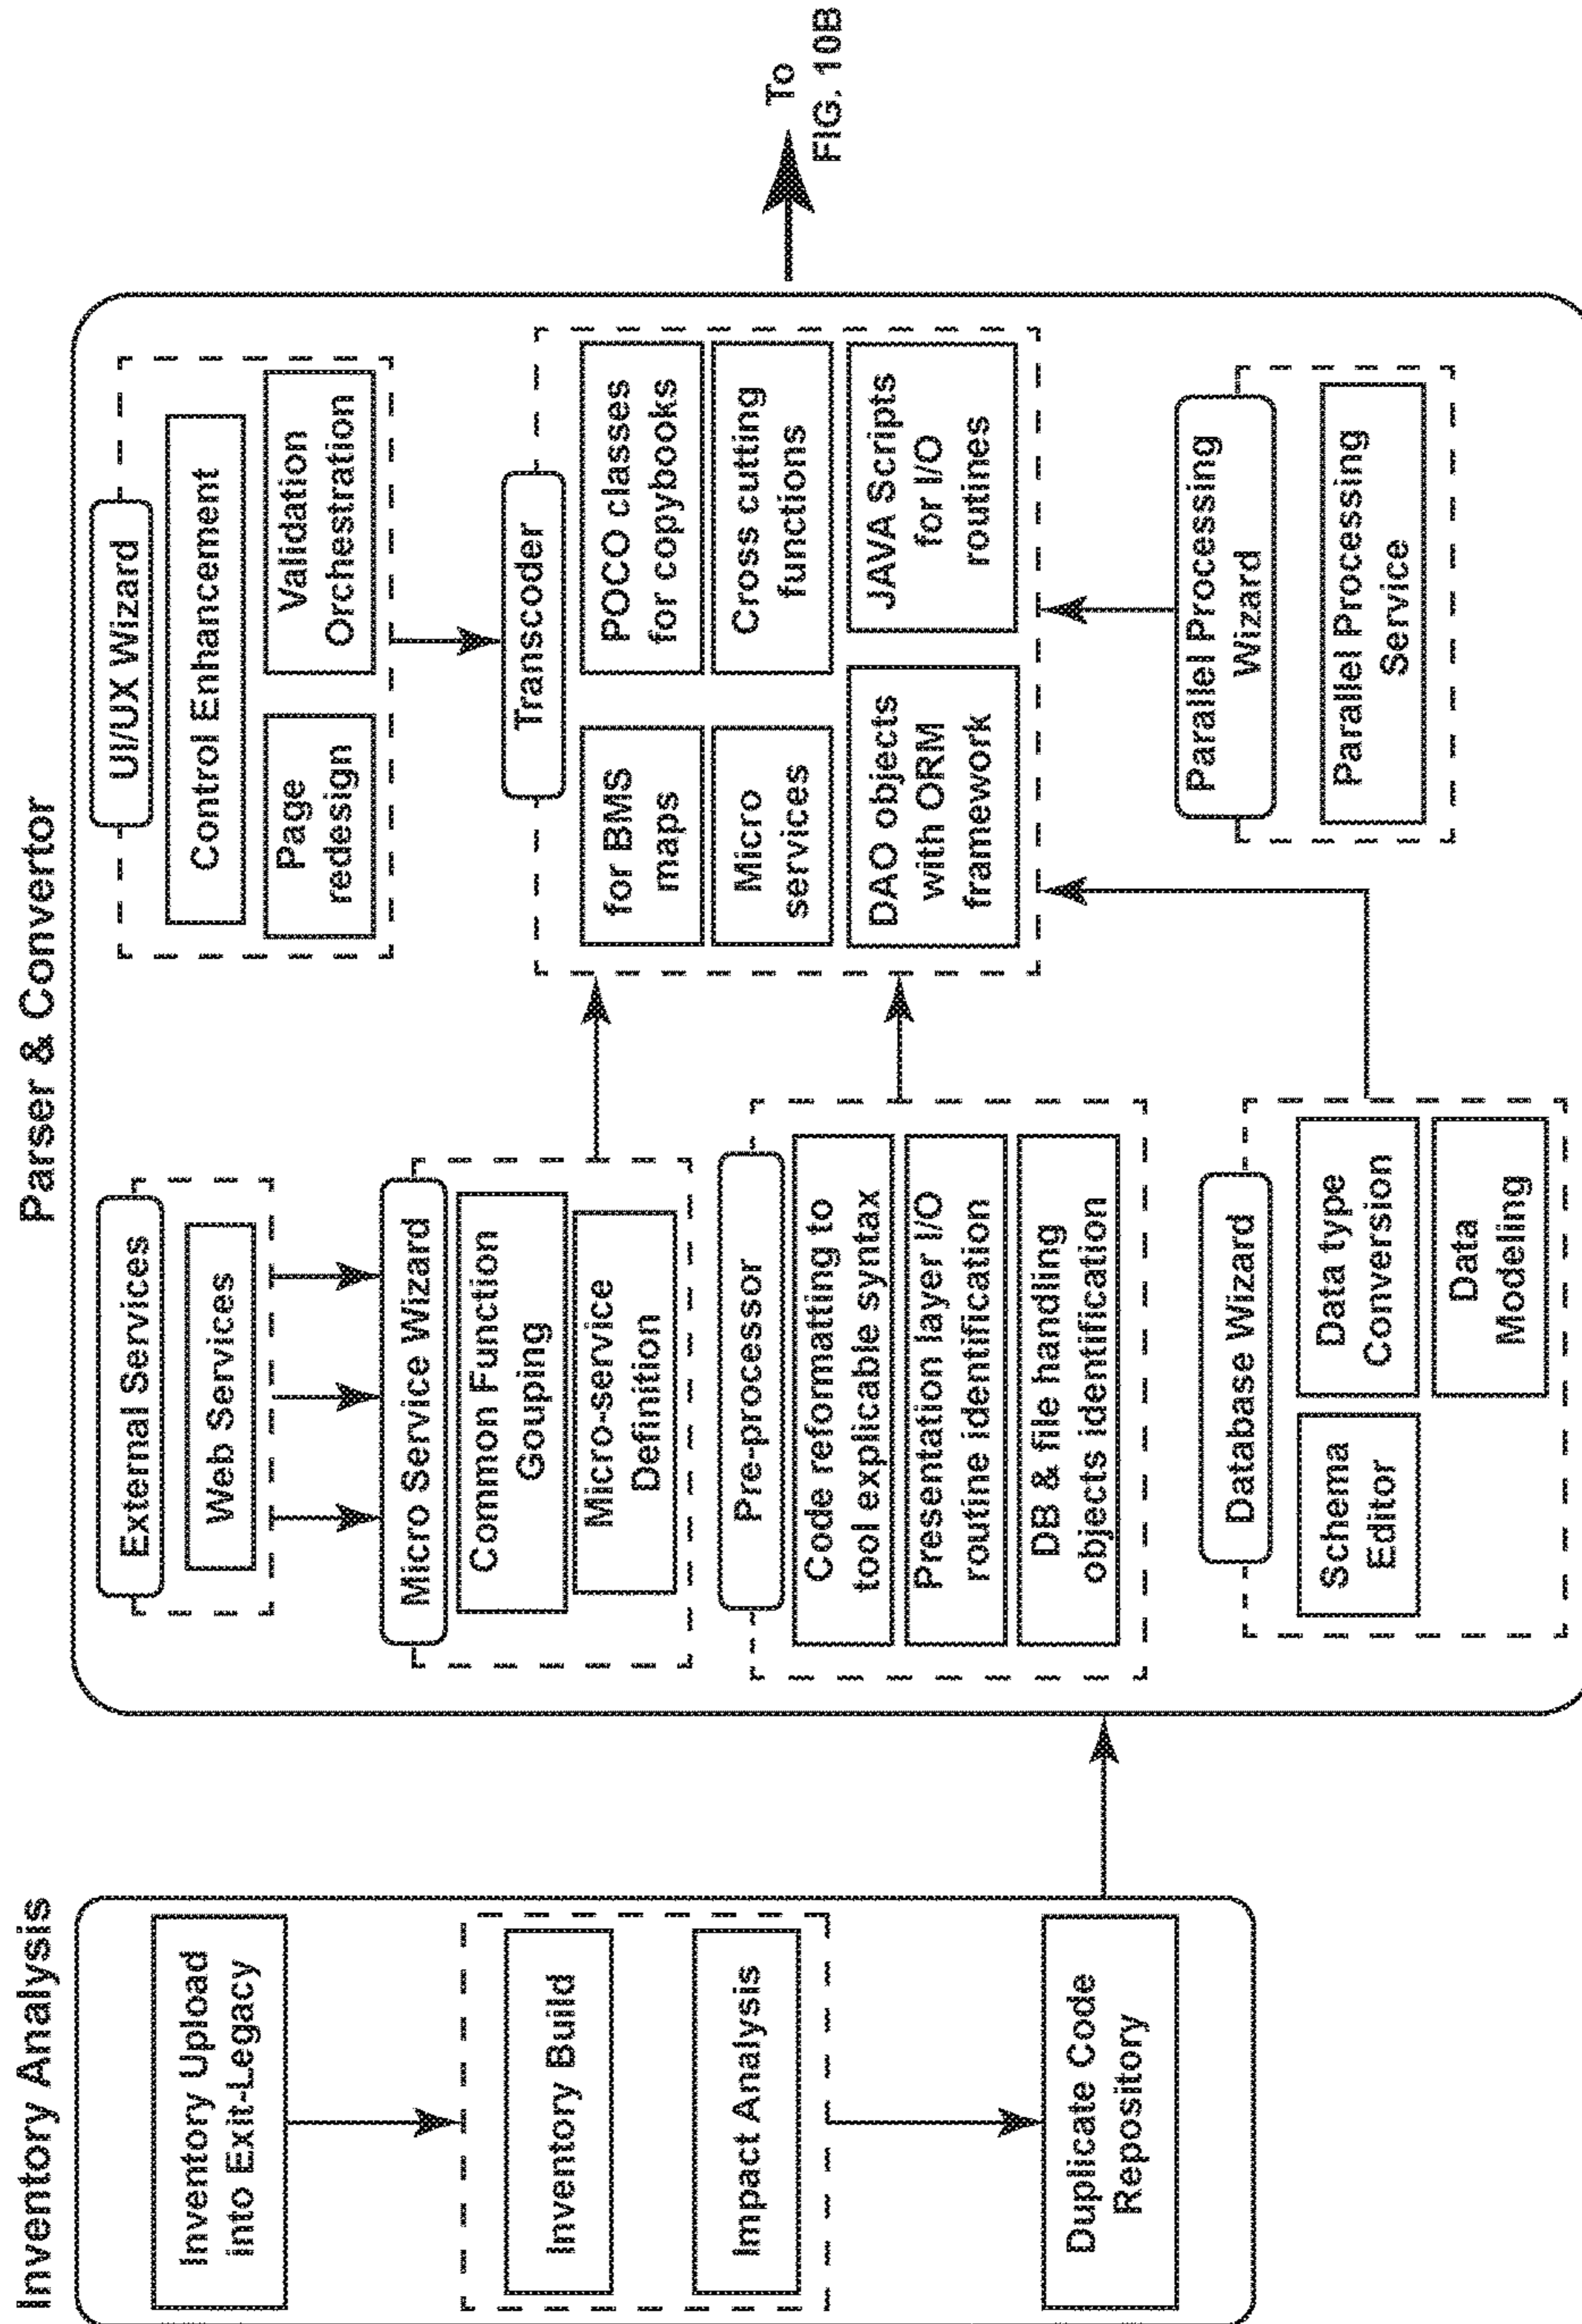 Inventory Analysis
Inventory Upload
into Exit-Legacy
Inventory Build
Impact Analysis
Duplicate Code
Repository
Parser & Convertor
External Services
Web Services
Micro Service Wizard
Common Function
Gouping
Micro-service
Definition
Pre-processor
Code reformatting to
tool explicable syntax
Presentation layer I/O
routine identification
DB & file handling
objects identification
Database Wizard
Schema
Editor
Data type
Conversion
Data
Modeling
UI/UX Wizard
Control Enhancement
Page
redesign
Validation
Orchestration
Transcoder
for BMS
maps
POCO classes
for copybooks
Micro
services
Cross cutting
functions
DAO objects
with ORM
framework
JAVA Scripts
for I/O
routines
Parallel Processing
Wizard
Parallel Processing
Service
To
FIG. 10B